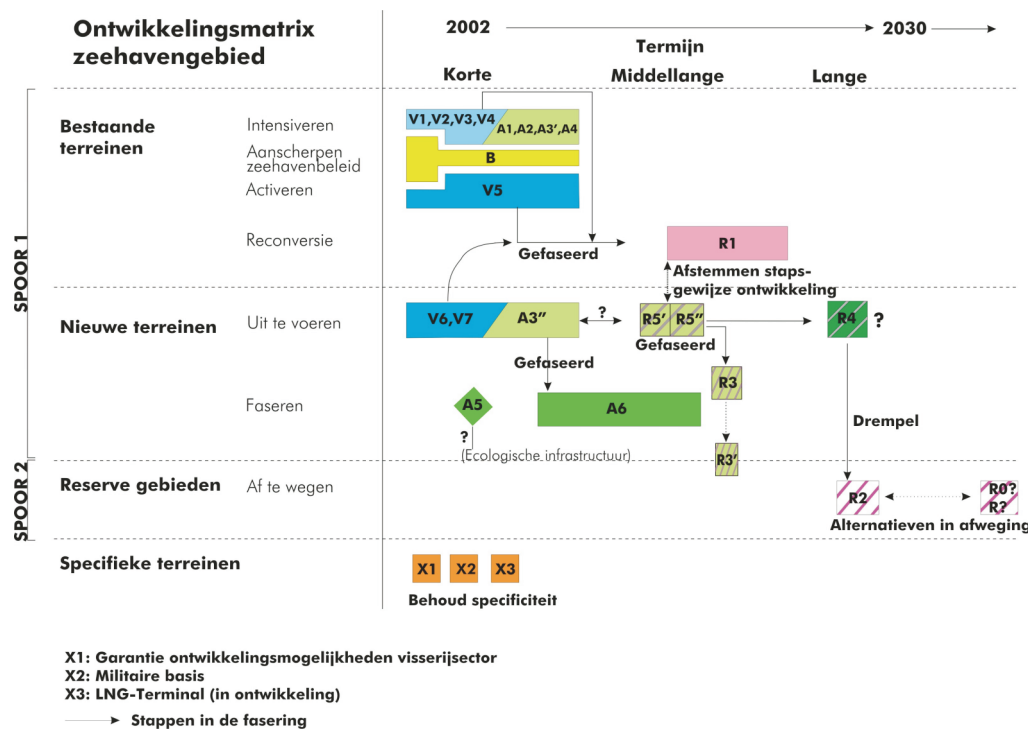 Ontwikkelingsmatrix
zeehavengebied
2002
2030
Termijn
Korte
Middellange
Lange
SPOOR 1
Bestaande
terreinen
Intensiveren
V1,V2,V3,V4
A1,A2,A3',A4
Aanscherpen
zeehavenbeleid
B
Activeren
V5
Reconversie
Gefaseerd
R1
Afstemmen staps-
gewijze ontwikkeling
Nieuwe terreinen
Uit te voeren
V6,V7
A3''
?
R5'
R5''
R4
?
Gefaseerd
Gefaseerd
R3
Faseren
A5
A6
Drempel
?
(Ecologische infrastructuur)
R3'
SPOOR 2
Reserve gebieden
Af te wegen
R2
R0?
R?
Alternatieven in afweging
Specifieke terreinen
X1
X2
X3
Behoud specificiteit
X1: Garantie ontwikkelingsmogelijkheden visserijsector
X2: Militaire basis
X3: LNG-Terminal (in ontwikkeling)
Stappen in de fasering